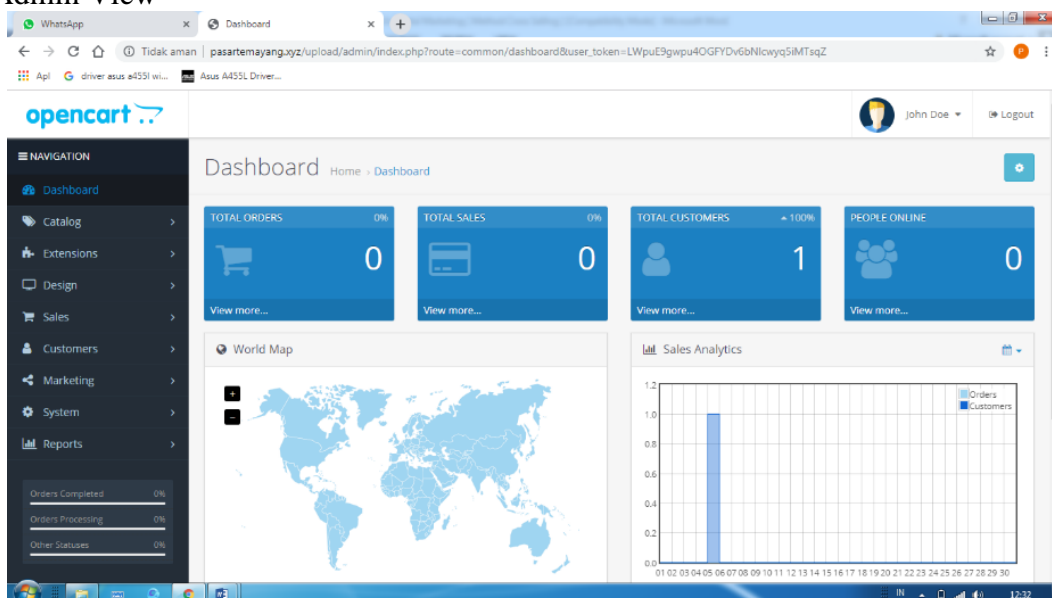 Admin View
WhatsApp
Dashboard
Tidak aman | pasartemayang.xyz/upload/admin/index.php?route=common/dashboard&user_token=LWpuE9gwpu4OGFYDv6bNlcwyq5iMTsqZ
P
Apl
driver asus a455l wi...
Asus A455L Driver...
opencart
John Doe
Logout
NAVIGATION
Dashboard
Catalog
Extensions
Design
Sales
Customers
Marketing
System
Reports
Orders Completed 0%
Orders Processing 0%
Other Statuses 0%
Dashboard Home › Dashboard
TOTAL ORDERS 0%
0
View more...
TOTAL SALES 0%
0
View more...
TOTAL CUSTOMERS 100%
1
View more...
PEOPLE ONLINE
0
View more...
World Map
+
-
Sales Analytics
Orders
Customers
1.2
1.0
0.8
0.6
0.4
0.2
0.0
01 02 03 04 05 06 07 08 09 10 11 12 13 14 15 16 17 18 19 20 21 22 23 24 25 26 27 28 29 30
IN
12:32